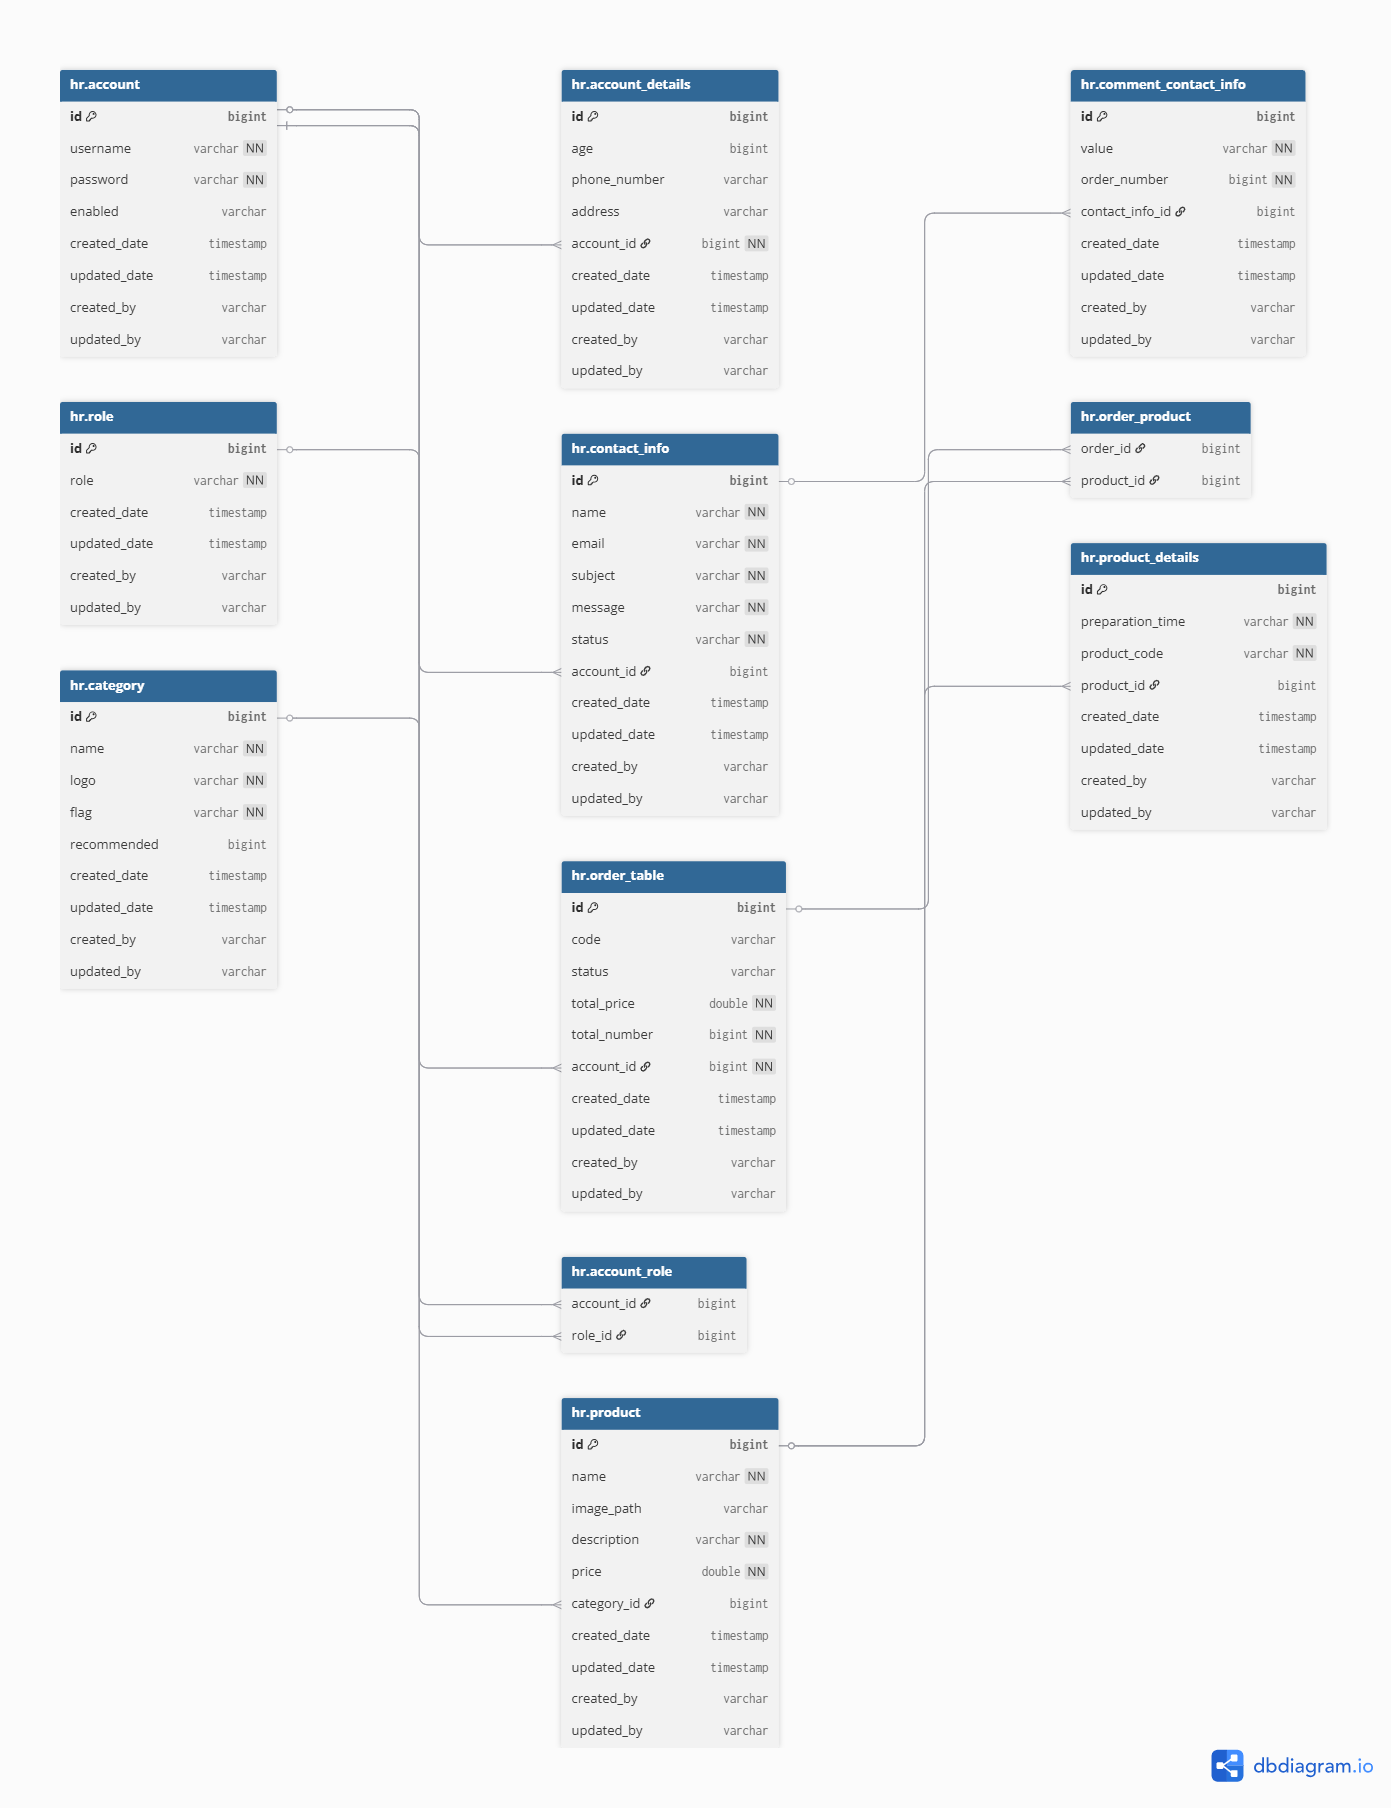 hr.account
id bigint
username varchar NN
password varchar NN
enabled varchar
created_date timestamp
updated_date timestamp
created_by varchar
updated_by varchar
hr.role
id bigint
role varchar NN
created_date timestamp
updated_date timestamp
created_by varchar
updated_by varchar
hr.category
id bigint
name varchar NN
logo varchar NN
flag varchar NN
recommended bigint
created_date timestamp
updated_date timestamp
created_by varchar
updated_by varchar
hr.account_details
id bigint
age bigint
phone_number varchar
address varchar
account_id bigint NN
created_date timestamp
updated_date timestamp
created_by varchar
updated_by varchar
hr.contact_info
id bigint
name varchar NN
email varchar NN
subject varchar NN
message varchar NN
status varchar NN
account_id bigint
created_date timestamp
updated_date timestamp
created_by varchar
updated_by varchar
hr.order_table
id bigint
code varchar
status varchar
total_price double NN
total_number bigint NN
account_id bigint NN
created_date timestamp
updated_date timestamp
created_by varchar
updated_by varchar
hr.account_role
account_id bigint
role_id bigint
hr.product
id bigint
name varchar NN
image_path varchar
description varchar NN
price double NN
category_id bigint
created_date timestamp
updated_date timestamp
created_by varchar
updated_by varchar
hr.comment_contact_info
id bigint
value varchar NN
order_number bigint NN
contact_info_id bigint
created_date timestamp
updated_date timestamp
created_by varchar
updated_by varchar
hr.order_product
order_id bigint
product_id bigint
hr.product_details
id bigint
preparation_time varchar NN
product_code varchar NN
product_id bigint
created_date timestamp
updated_date timestamp
created_by varchar
updated_by varchar
dbdiagram.io